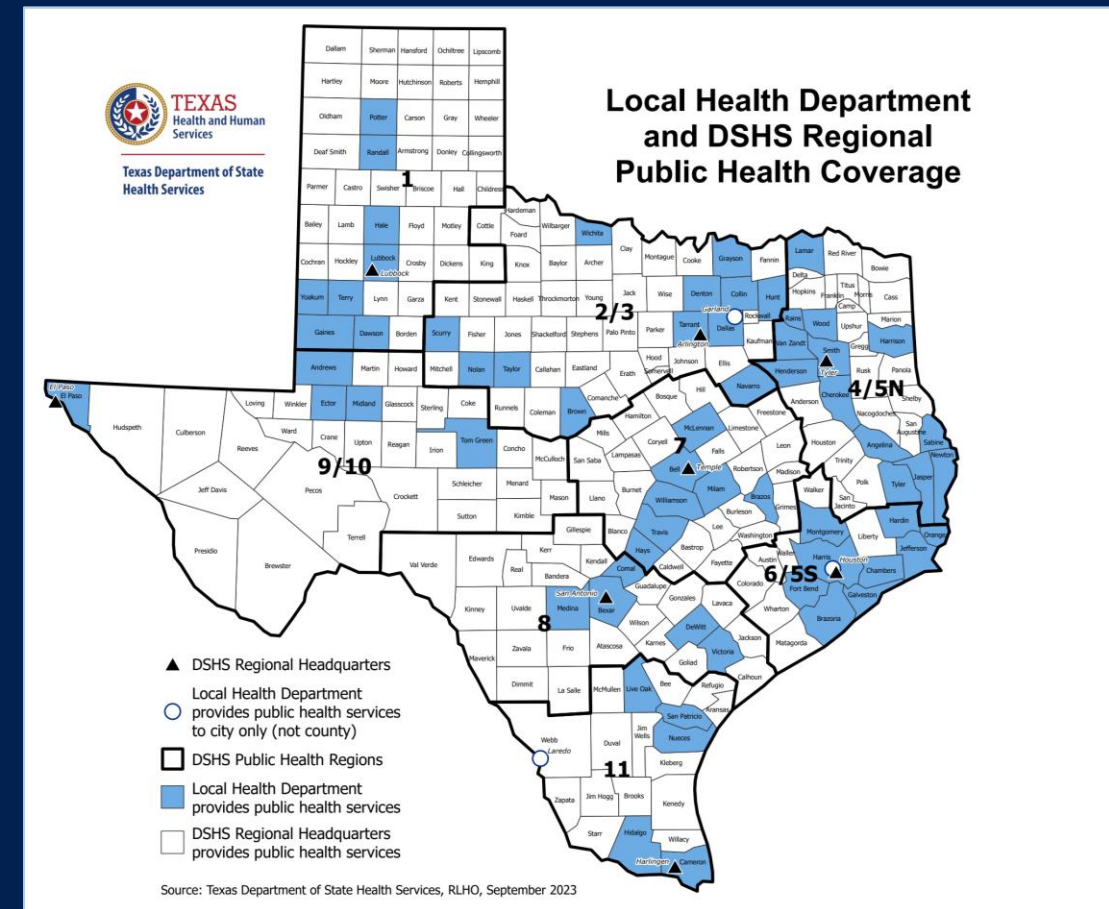 TEXAS
Health and Human
Services
Texas Department of State
Health Services
Local Health Department
and DSHS Regional
Public Health Coverage
Dallam Sherman Hansford Ochiltree Lipscomb
Hartley Moore Hutchinson Roberts Hemphill
Oldham Potter Carson Gray Wheeler
Deaf Smith Randall Armstrong Donley Collingsworth
1
Parmer Castro Swisher Briscoe Hall Childress
Bailey Lamb Hale Floyd Motley Cottle Hardeman Foard Wilbarger Wichita
Cochran Hockley Lubbock Crosby Dickens King Knox Baylor Archer Clay Montague Cooke Grayson Fannin Lamar Red River Bowie
Lubbock
Delta Hopkins Franklin Titus Morris Camp Cass
Yoakum Terry Lynn Garza Kent Stonewall Haskell Throckmorton Young Jack Wise Denton Collin Hunt Rains Wood Upshur Marion
2/3
Garland
Rockwall
Gaines Dawson Borden Scurry Fisher Jones Shackelford Stephens Palo Pinto Parker Tarrant Dallas Kaufman Van Zandt Smith Gregg Harrison
Arlington
Tyler
Andrews Martin Howard Mitchell Nolan Taylor Callahan Eastland Erath Hood Somervell Johnson Ellis Navarro Henderson Rusk Panola
4/5N
El Paso
El Paso Hudspeth Culberson Loving Winkler Ector Midland Glasscock Sterling Coke Runnels Coleman Brown Comanche Bosque Hill Freestone Anderson Cherokee Nacogdoches Shelby
Reeves Ward Crane Upton Reagan Irion Tom Green Concho McCulloch San Saba Mills Hamilton Coryell McLennan Limestone Leon Houston Angelina San Augustine Sabine
9/10
7
Lampasas Bell Falls Robertson Madison Trinity Polk Tyler Jasper Newton
Temple
Jeff Davis Pecos Crockett Schleicher Menard Mason Llano Burnet Williamson Milam Brazos Grimes Walker San Jacinto
Presidio Brewster Terrell Sutton Kimble Gillespie Blanco Travis Lee Burleson Washington Montgomery Liberty Hardin Orange
Val Verde Edwards Kerr Real Bandera Kendall Hays Comal Caldwell Bastrop Fayette Austin Waller Harris Chambers Jefferson
Houston
6/5S
Kinney Uvalde Medina Bexar Guadalupe Gonzales Lavaca Colorado Wharton Fort Bend Brazoria Galveston
San Antonio
8
Maverick Zavala Frio Atascosa Wilson Karnes DeWitt Victoria Jackson Matagorda
Dimmit La Salle McMullen Live Oak Bee Goliad Refugio Calhoun Aransas
Webb Duval Jim Wells San Patricio Nueces
Laredo
11
Kleberg
Zapata Jim Hogg Brooks Kenedy
Starr Hidalgo Willacy
Harlingen
Cameron
DSHS Regional Headquarters
Local Health Department
provides public health services
to city only (not county)
DSHS Public Health Regions
Local Health Department
provides public health services
DSHS Regional Headquarters
provides public health services
Source: Texas Department of State Health Services, RLHO, September 2023